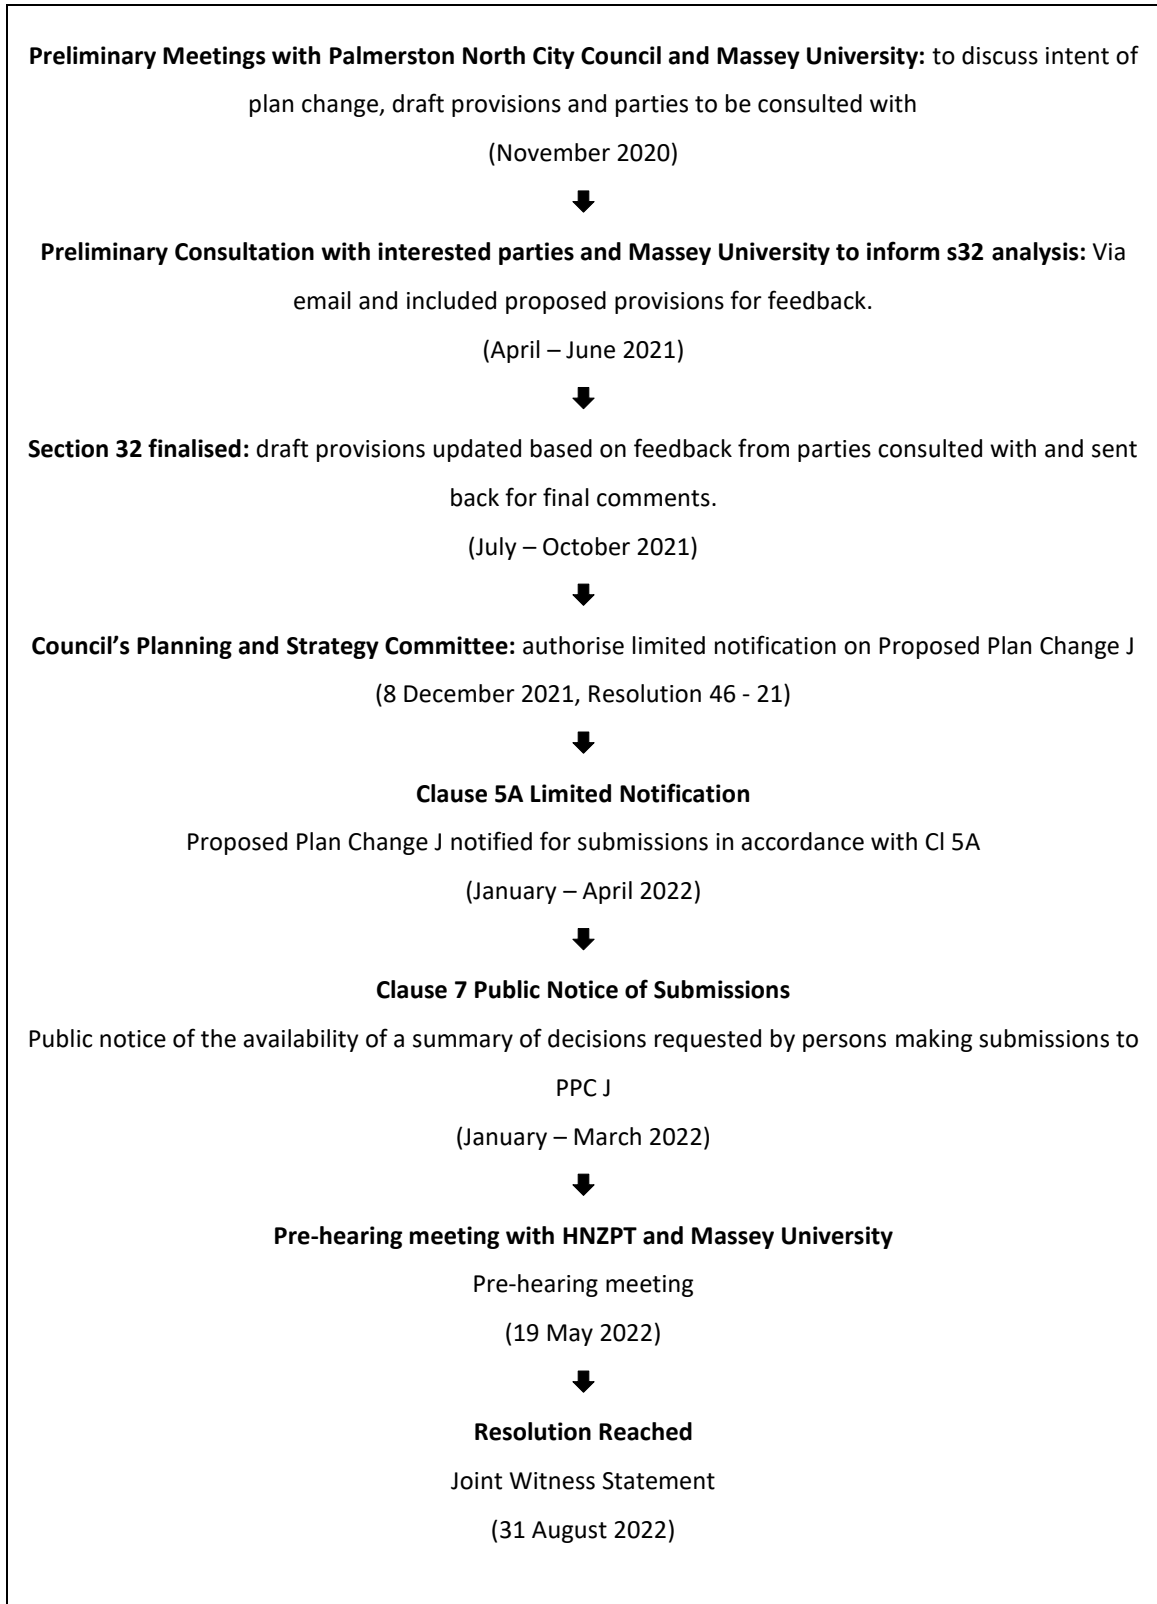 Preliminary Meetings with Palmerston North City Council and Massey University: to discuss intent of
plan change, draft provisions and parties to be consulted with
(November 2020)
Preliminary Consultation with interested parties and Massey University to inform s32 analysis: Via
email and included proposed provisions for feedback.
(April – June 2021)
Section 32 finalised: draft provisions updated based on feedback from parties consulted with and sent
back for final comments.
(July – October 2021)
Council’s Planning and Strategy Committee: authorise limited notification on Proposed Plan Change J
(8 December 2021, Resolution 46 - 21)
Clause 5A Limited Notification
Proposed Plan Change J notified for submissions in accordance with Cl 5A
(January – April 2022)
Clause 7 Public Notice of Submissions
Public notice of the availability of a summary of decisions requested by persons making submissions to
PPC J
(January – March 2022)
Pre-hearing meeting with HNZPT and Massey University
Pre-hearing meeting
(19 May 2022)
Resolution Reached
Joint Witness Statement
(31 August 2022)